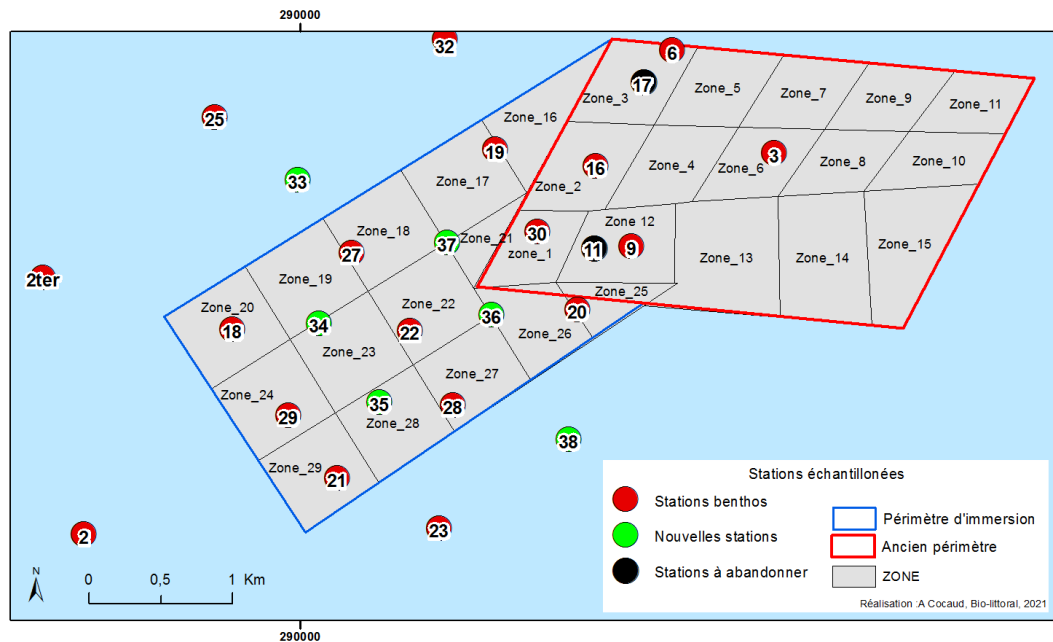 290000
32
6
17
Zone_3
Zone_5
Zone_7
Zone_9
Zone_11
25
Zone_16
19
16
3
Zone_4
Zone_6
Zone_8
Zone_10
33
Zone_17
Zone_2
Zone_18
37
Zone_21
30
Zone 12
11
9
Zone_1
Zone_15
27
2ter
Zone_19
Zone_13
Zone_14
Zone_20
18
34
Zone_22
22
36
Zone_25
20
Zone_26
Zone_23
Zone_24
29
35
Zone_27
28
Zone_28
38
Zone_29
21
2
23
N
0 0,5 1 Km
Stations échantillonées
Stations benthos
Nouvelles stations
Stations à abandonner
Périmètre d'immersion
Ancien périmètre
ZONE
Réalisation :A Cocaud, Bio-littoral, 2021
290000